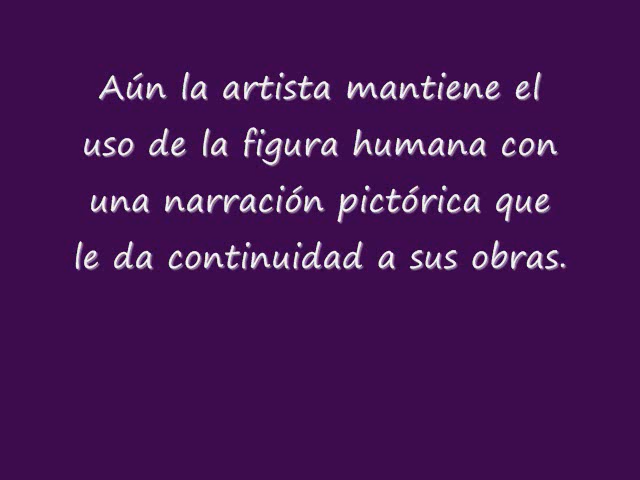 Aún la artista mantiene el
uso de la figura humana con
una narración pictórica que
le da continuidad a sus obras.